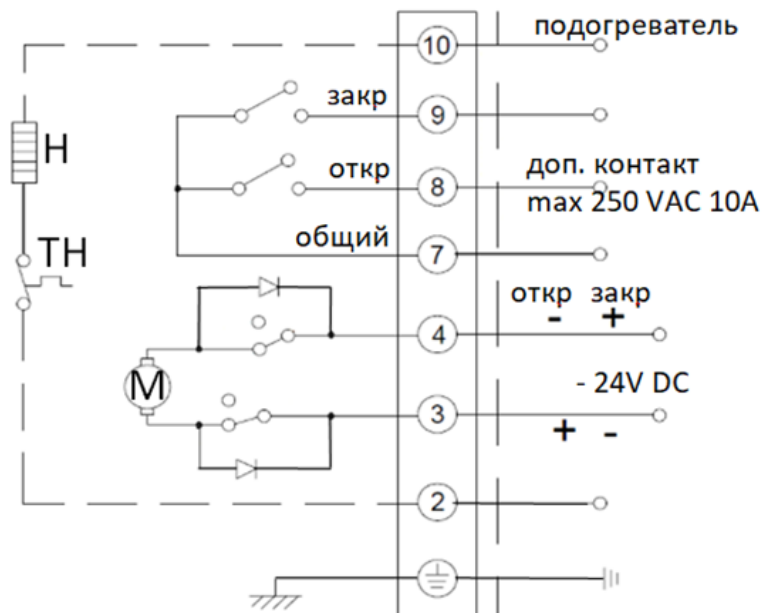 10
подогреватель
закр
9
H
откр
8
доп. контакт
max 250 VAC 10A
общий
7
TH
откр закр
- +
4
M
- 24V DC
3
+ -
2